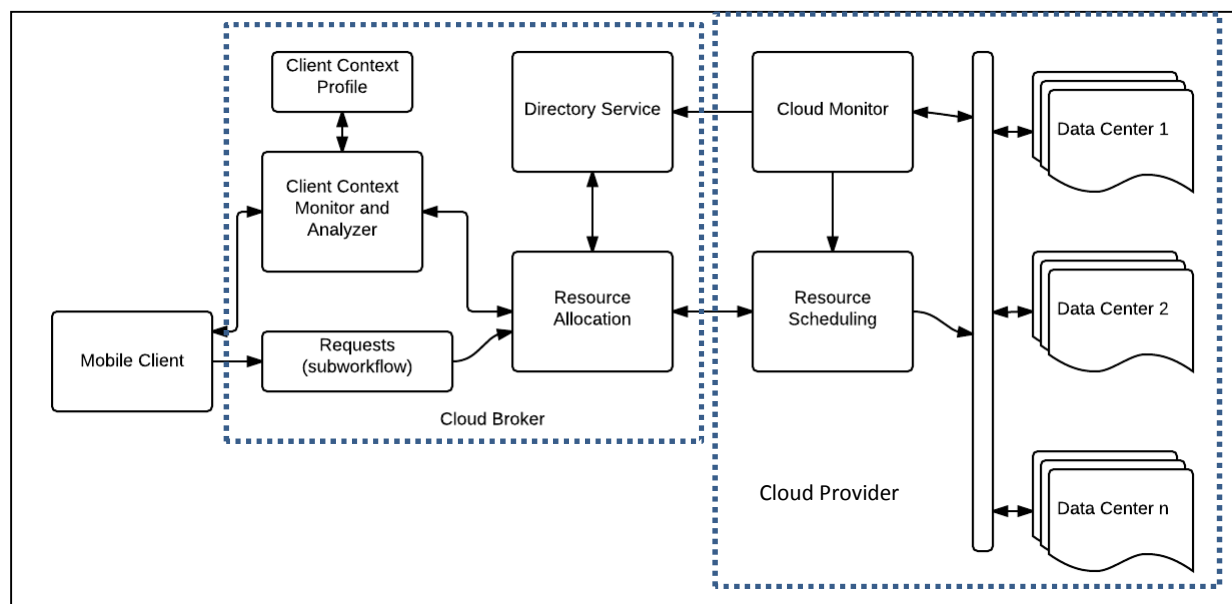 Client Context
Profile
Directory Service
Cloud Monitor
Data Center 1
Client Context
Monitor and
Analyzer
Resource
Allocation
Resource
Scheduling
Data Center 2
Mobile Client
Requests
(subworkflow)
Cloud Broker
Cloud Provider
Data Center n